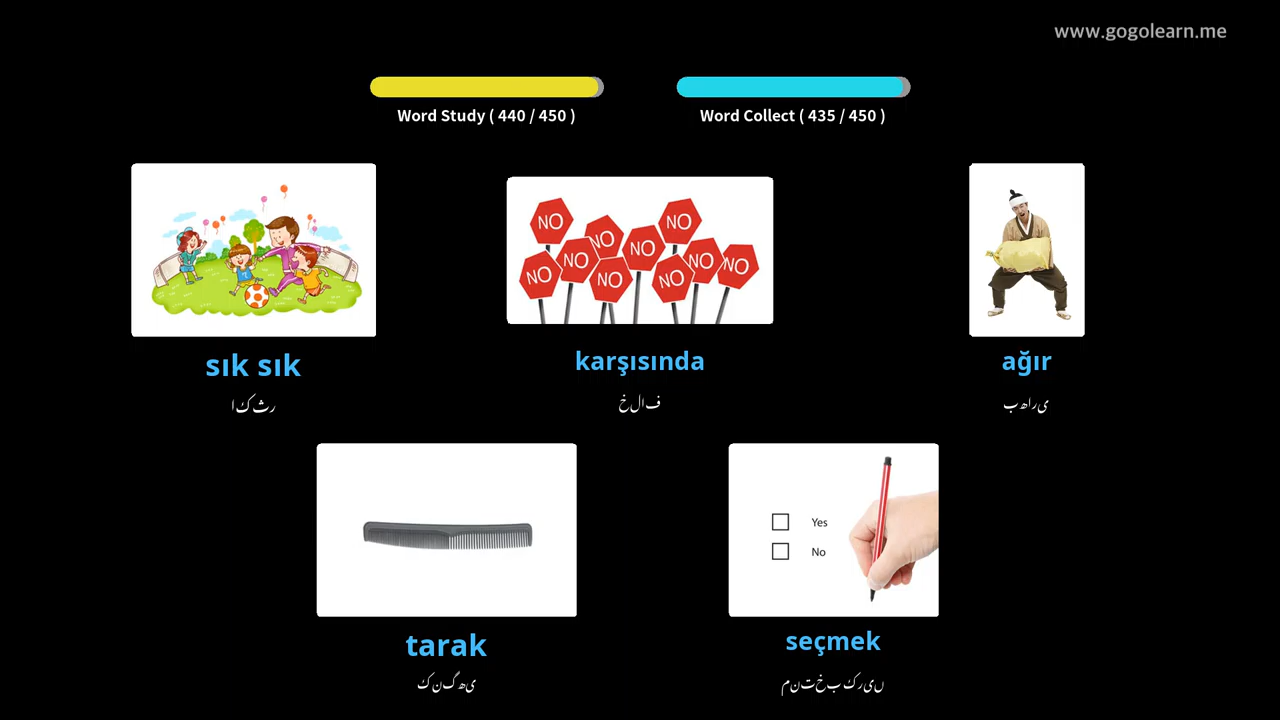 www.gogolearn.me
Word Study ( 440 / 450 )
Word Collect ( 435 / 450 )
NO NO NO NO NO NO NO NO NO NO
sık sık
اکثر
karşısında
خلاف
ağır
بھاری
Yes
No
tarak
کنگھی
seçmek
منتخب کریں